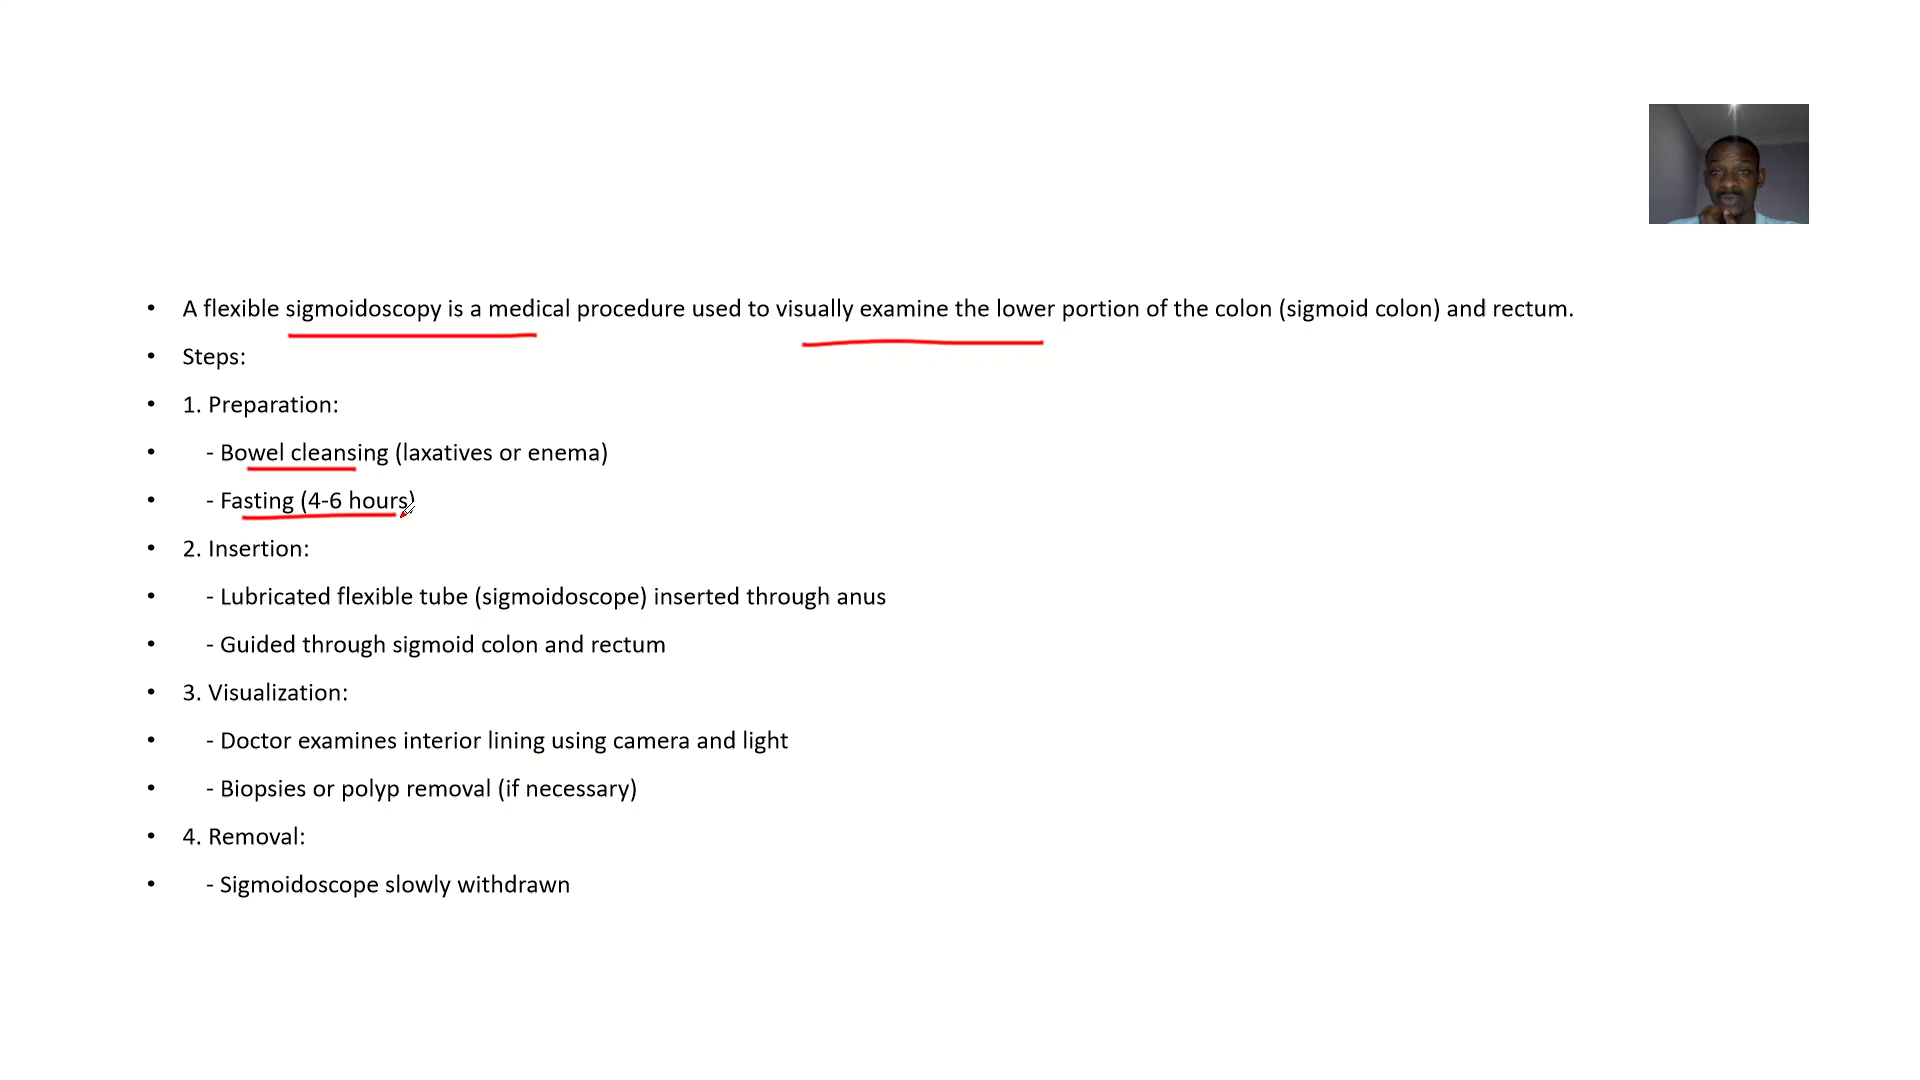 • A flexible sigmoidoscopy is a medical procedure used to visually examine the lower portion of the colon (sigmoid colon) and rectum.
• Steps:
• 1. Preparation:
• - Bowel cleansing (laxatives or enema)
• - Fasting (4-6 hours)
• 2. Insertion:
• - Lubricated flexible tube (sigmoidoscope) inserted through anus
• - Guided through sigmoid colon and rectum
• 3. Visualization:
• - Doctor examines interior lining using camera and light
• - Biopsies or polyp removal (if necessary)
• 4. Removal:
• - Sigmoidoscope slowly withdrawn